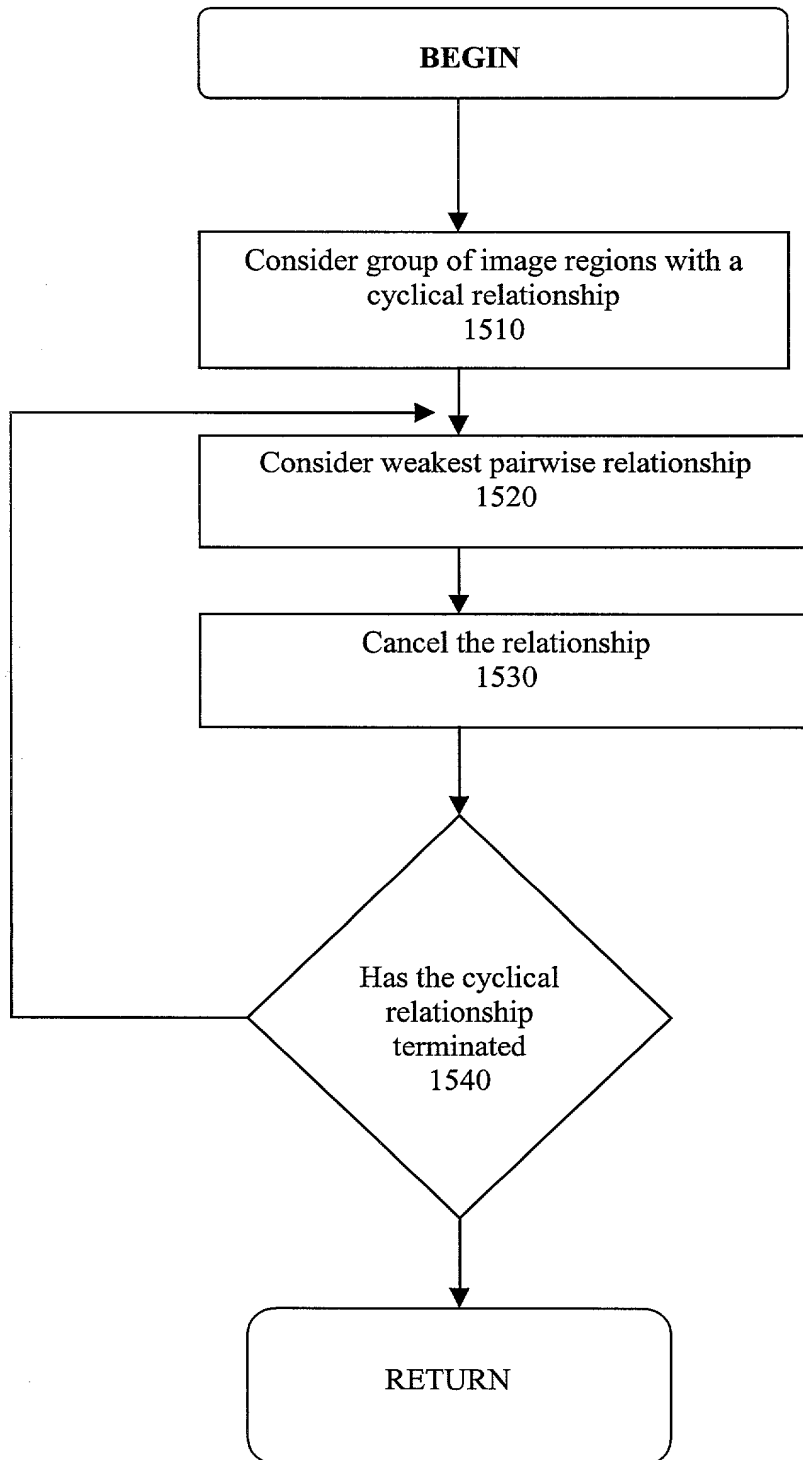 BEGIN
Consider group of image regions with a
cyclical relationship
1510
Consider weakest pairwise relationship
1520
Cancel the relationship
1530
Has the cyclical
relationship
terminated
1540
RETURN